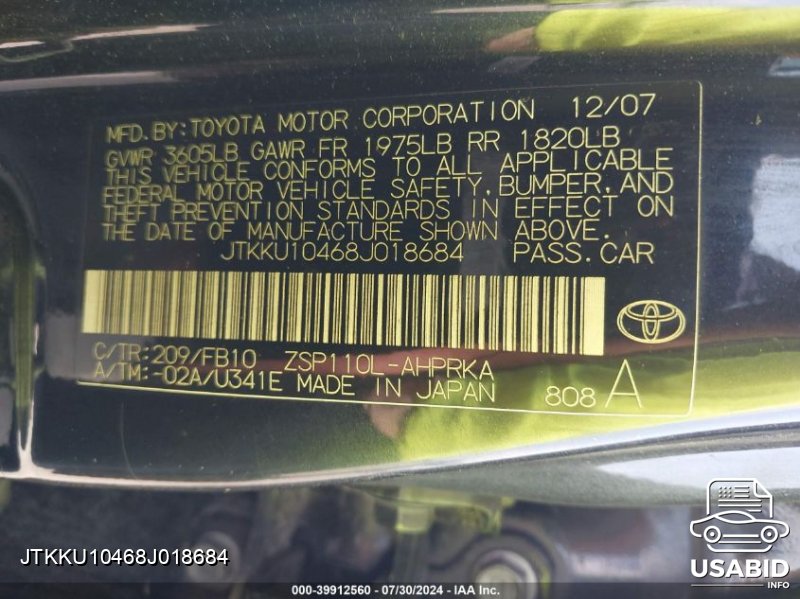 MFD.BY:TOYOTA MOTOR CORPORATION 12/07
GVWR 3605LB GAWR FR 1975LB RR 1820LB
THIS VEHICLE CONFORMS TO ALL APPLICABLE
FEDERAL MOTOR VEHICLE SAFETY,BUMPER,AND
THEFT PREVENTION STANDARDS IN EFFECT ON
THE DATE OF MANUFACTURE SHOWN ABOVE.
JTKKU10468J018684 PASS.CAR
C/TR:209/FB10 ZSP110L-AHPRKA
A/TM:-02A/U341E MADE IN JAPAN 808 A
JTKKU10468J018684
USABID
INFO
000-39912560 - 07/30/2024 - IAA Inc.